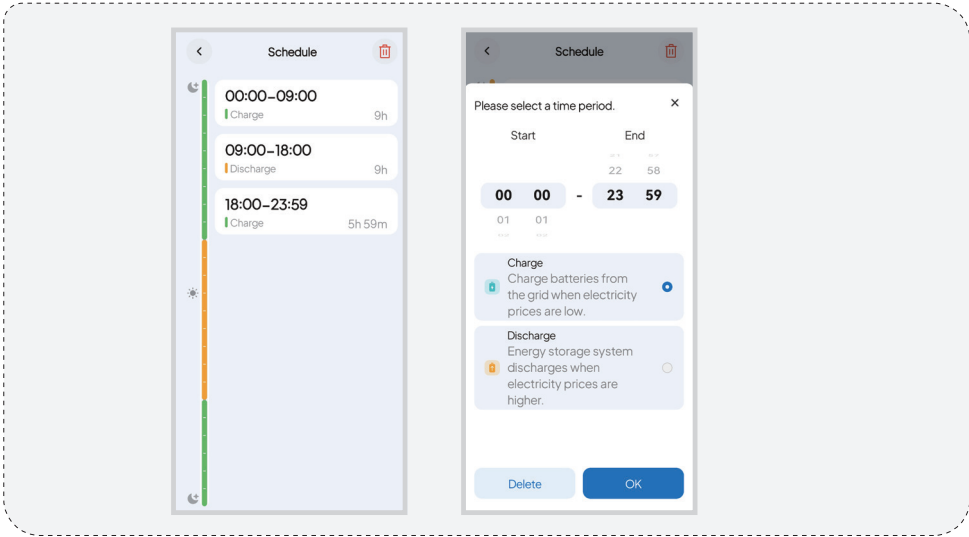 Schedule
00:00–09:00
Charge 9h
09:00–18:00
Discharge 9h
18:00–23:59
Charge 5h 59m
Schedule
Please select a time period.
Start End
22 58
00 00 - 23 59
01 01
Charge
Charge batteries from
the grid when electricity
prices are low.
Discharge
Energy storage system
discharges when
electricity prices are
higher.
Delete OK